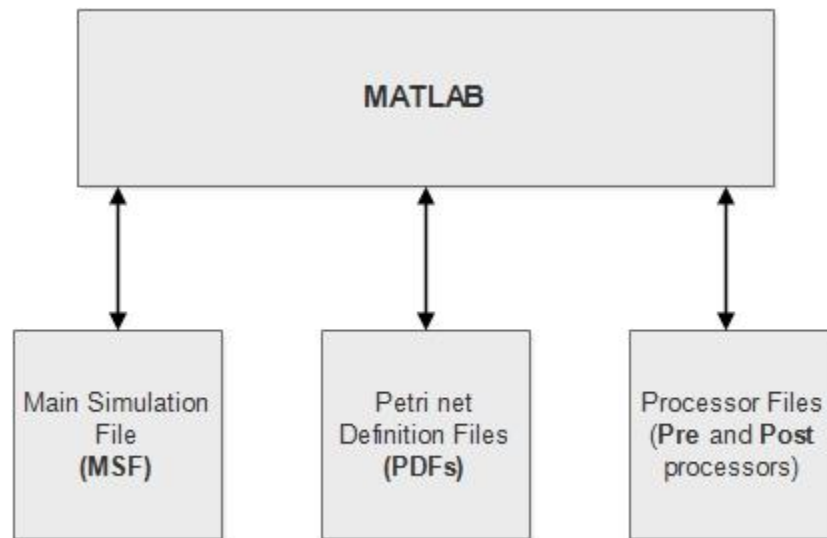 MATLAB
Main Simulation
File
(MSF)
Petri net
Definition Files
(PDFs)
Processor Files
(Pre and Post
processors)